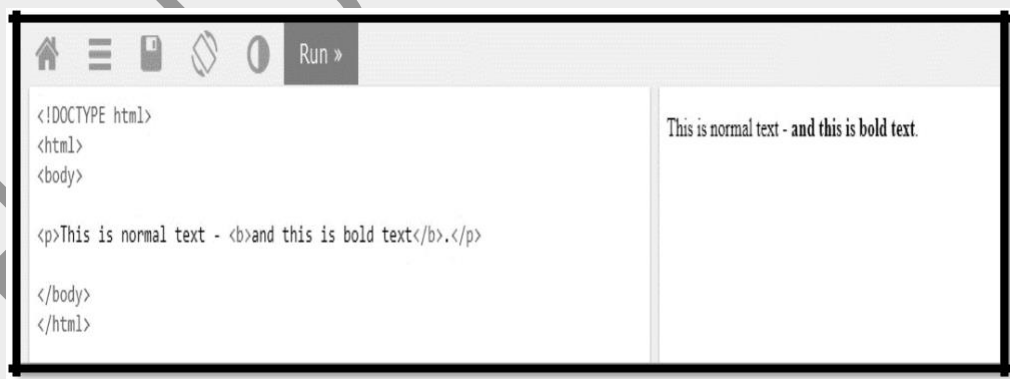 Run »
<!DOCTYPE html>
<html>
<body>
<p>This is normal text - <b>and this is bold text</b>.</p>
</body>
</html>
This is normal text - and this is bold text.